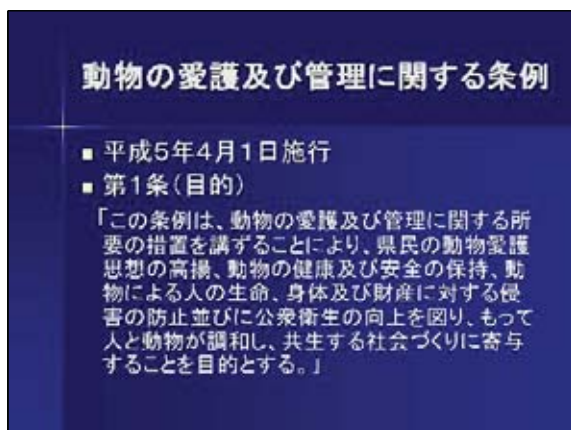 動物の愛護及び管理に関する条例
■ 平成5年4月1日施行
■ 第1条(目的)
「この条例は、動物の愛護及び管理に関する所
要の措置を講ずることにより、県民の動物愛護
思想の高揚、動物の健康及び安全の保持、動
物による人の生命、身体及び財産に対する侵
害の防止並びに公衆衛生の向上を図り、もって
人と動物が調和し、共生する社会づくりに寄与
することを目的とする。」